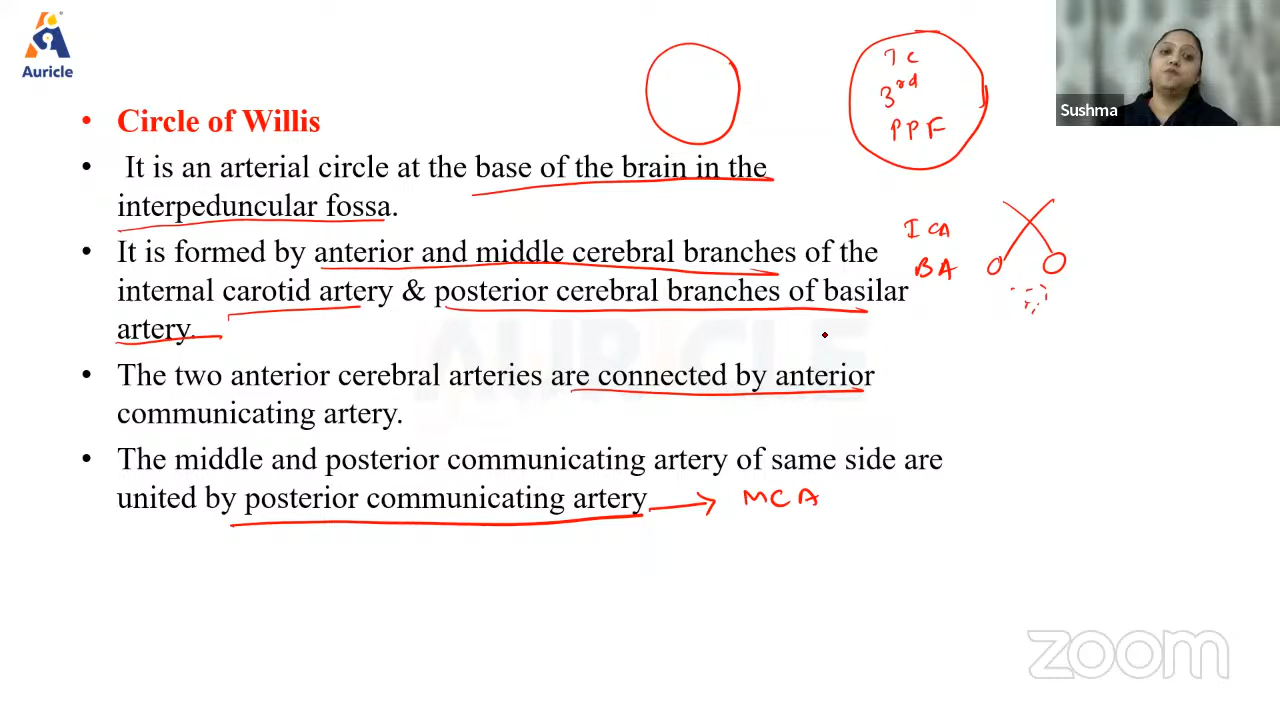 Auricle
Sushma
7 C
3rd
PPF
• Circle of Willis
• It is an arterial circle at the base of the brain in the
interpeduncular fossa.
ICA
BA
• It is formed by anterior and middle cerebral branches of the
internal carotid artery & posterior cerebral branches of basilar
artery.
AURICLE
• The two anterior cerebral arteries are connected by anterior
communicating artery.
• The middle and posterior communicating artery of same side are
united by posterior communicating artery → MCA
zoom